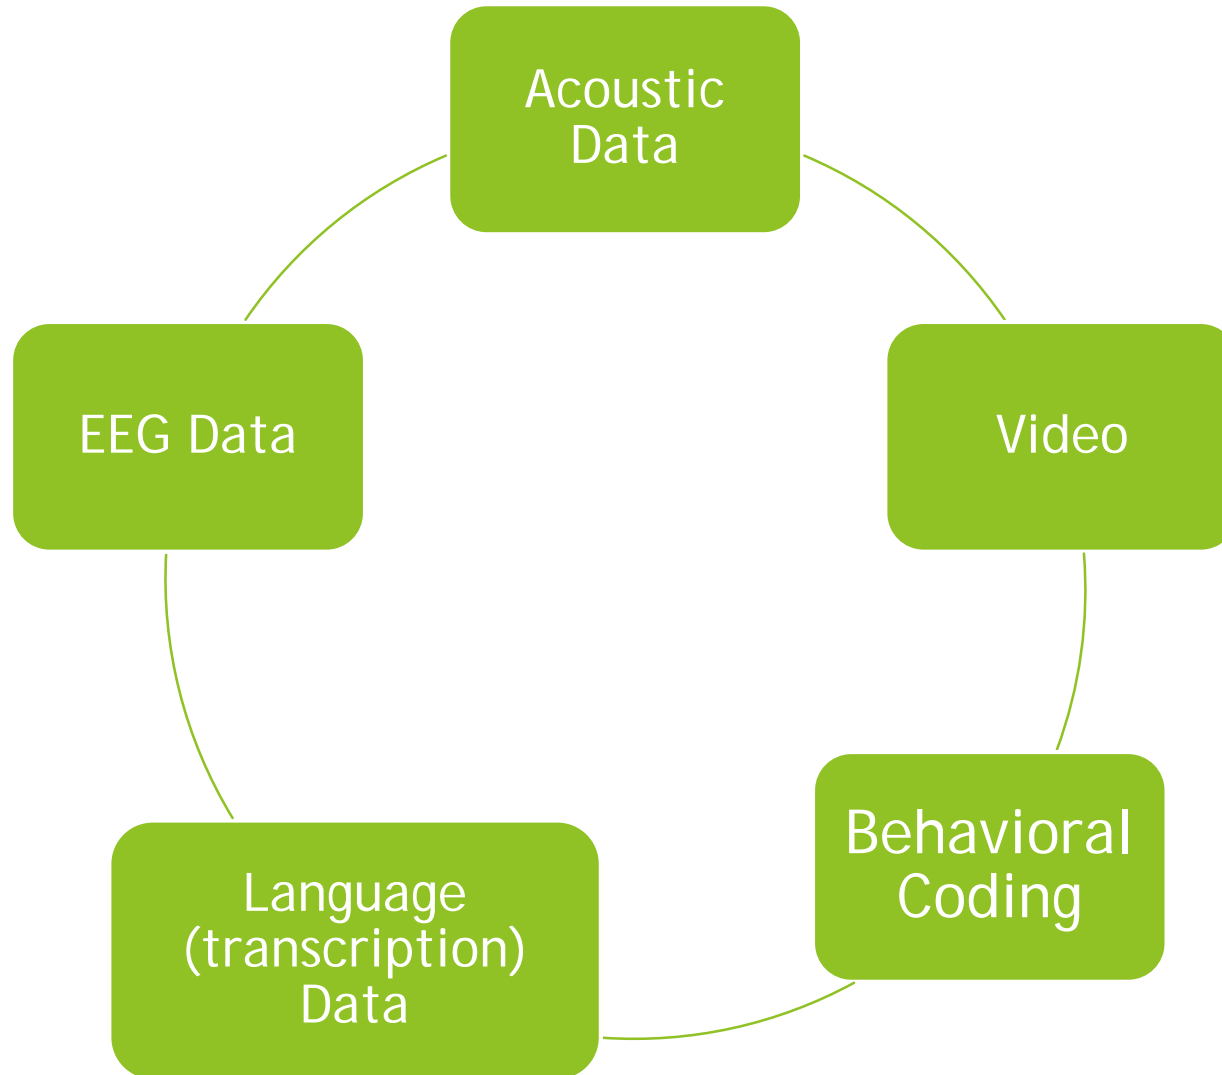 Acoustic
Data
EEG Data
Video
Behavioral
Coding
Language
(transcription)
Data